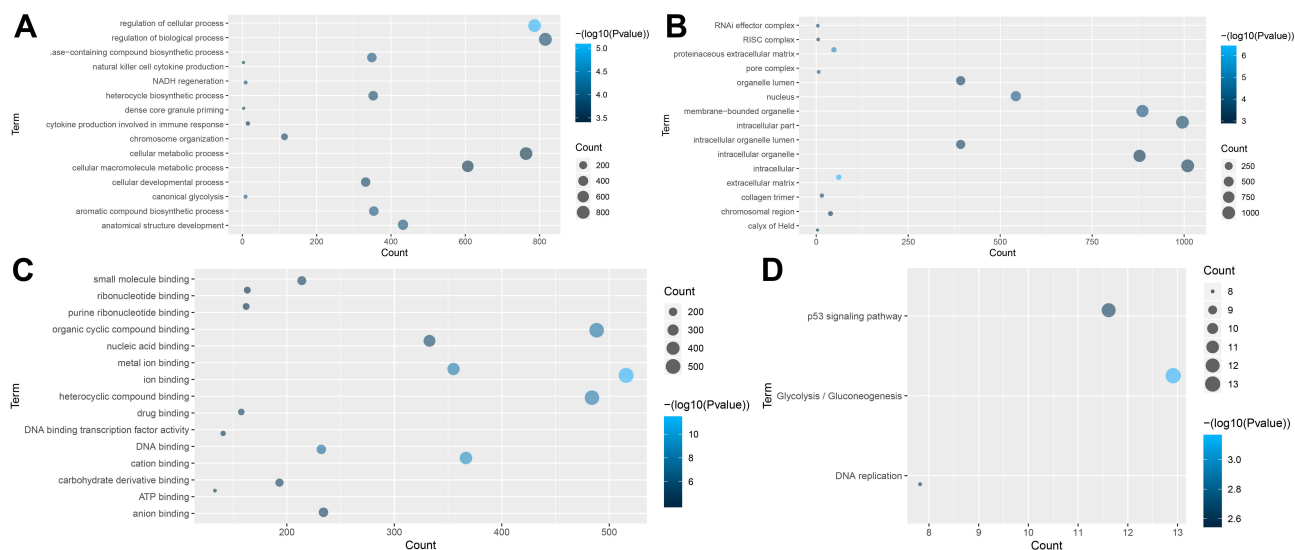 A
regulation of cellular process
regulation of biological process
.ase-containing compound biosynthetic process
natural killer cell cytokine production
NADH regeneration
heterocycle biosynthetic process
dense core granule priming
cytokine production involved in immune response
chromosome organization
cellular metabolic process
cellular macromolecule metabolic process
cellular developmental process
canonical glycolysis
aromatic compound biosynthetic process
anatomical structure development
Term
0 200 400 600 800
Count
−(log10(Pvalue))
5.0
4.5
4.0
3.5
Count
200
400
600
800
B
RNAi effector complex
RISC complex
proteinaceous extracellular matrix
pore complex
organelle lumen
nucleus
membrane-bounded organelle
intracellular part
intracellular organelle lumen
intracellular organelle
intracellular
extracellular matrix
collagen trimer
chromosomal region
calyx of Held
Term
0 250 500 750 1000
Count
−(log10(Pvalue))
6
5
4
3
Count
250
500
750
1000
C
small molecule binding
ribonucleotide binding
purine ribonucleotide binding
organic cyclic compound binding
nucleic acid binding
metal ion binding
ion binding
heterocyclic compound binding
drug binding
DNA binding transcription factor activity
DNA binding
cation binding
carbohydrate derivative binding
ATP binding
anion binding
Term
200 300 400 500
Count
Count
200
300
400
500
−(log10(Pvalue))
10
8
6
D
p53 signaling pathway
Glycolysis / Gluconeogenesis
DNA replication
Term
8 9 10 11 12 13
Count
Count
8
9
10
11
12
13
−(log10(Pvalue))
3.0
2.8
2.6